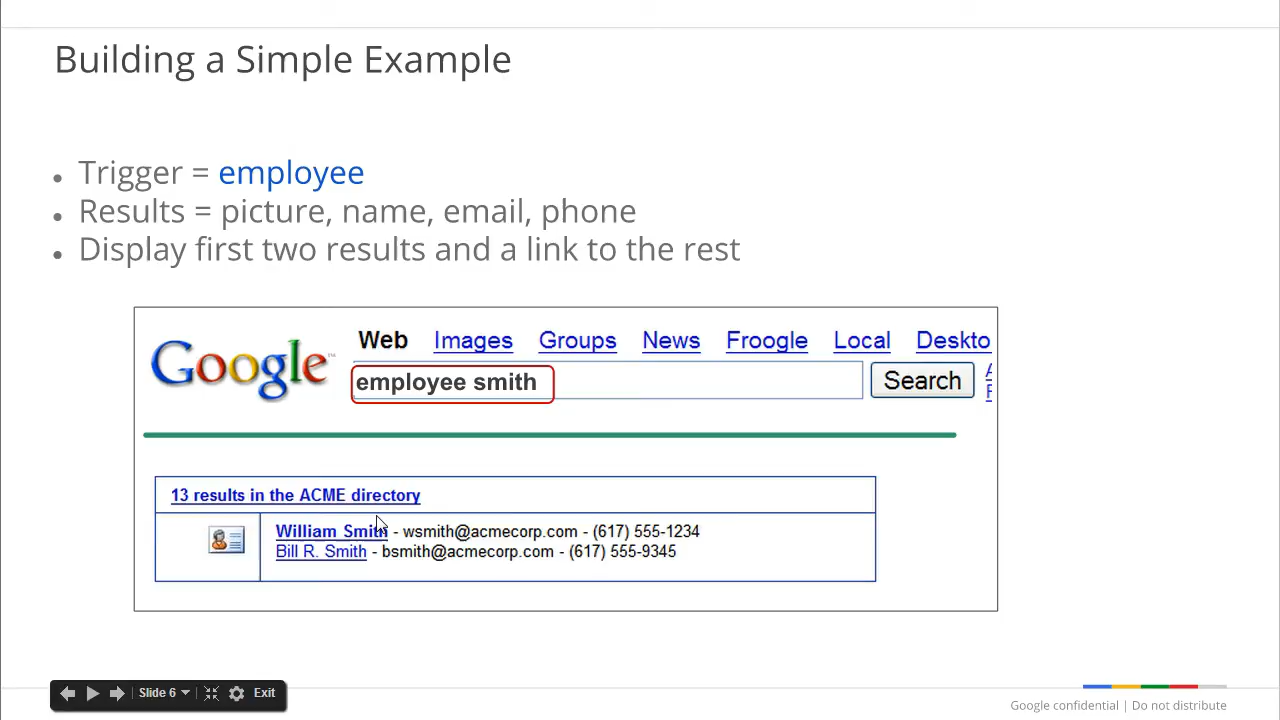 Building a Simple Example
Trigger = employee
Results = picture, name, email, phone
Display first two results and a link to the rest
Google™ Web Images Groups News Froogle Local Deskto
employee smith Search
13 results in the ACME directory
William Smith - wsmith@acmecorp.com - (617) 555-1234
Bill R. Smith - bsmith@acmecorp.com - (617) 555-9345
Slide 6 Exit
Google confidential | Do not distribute